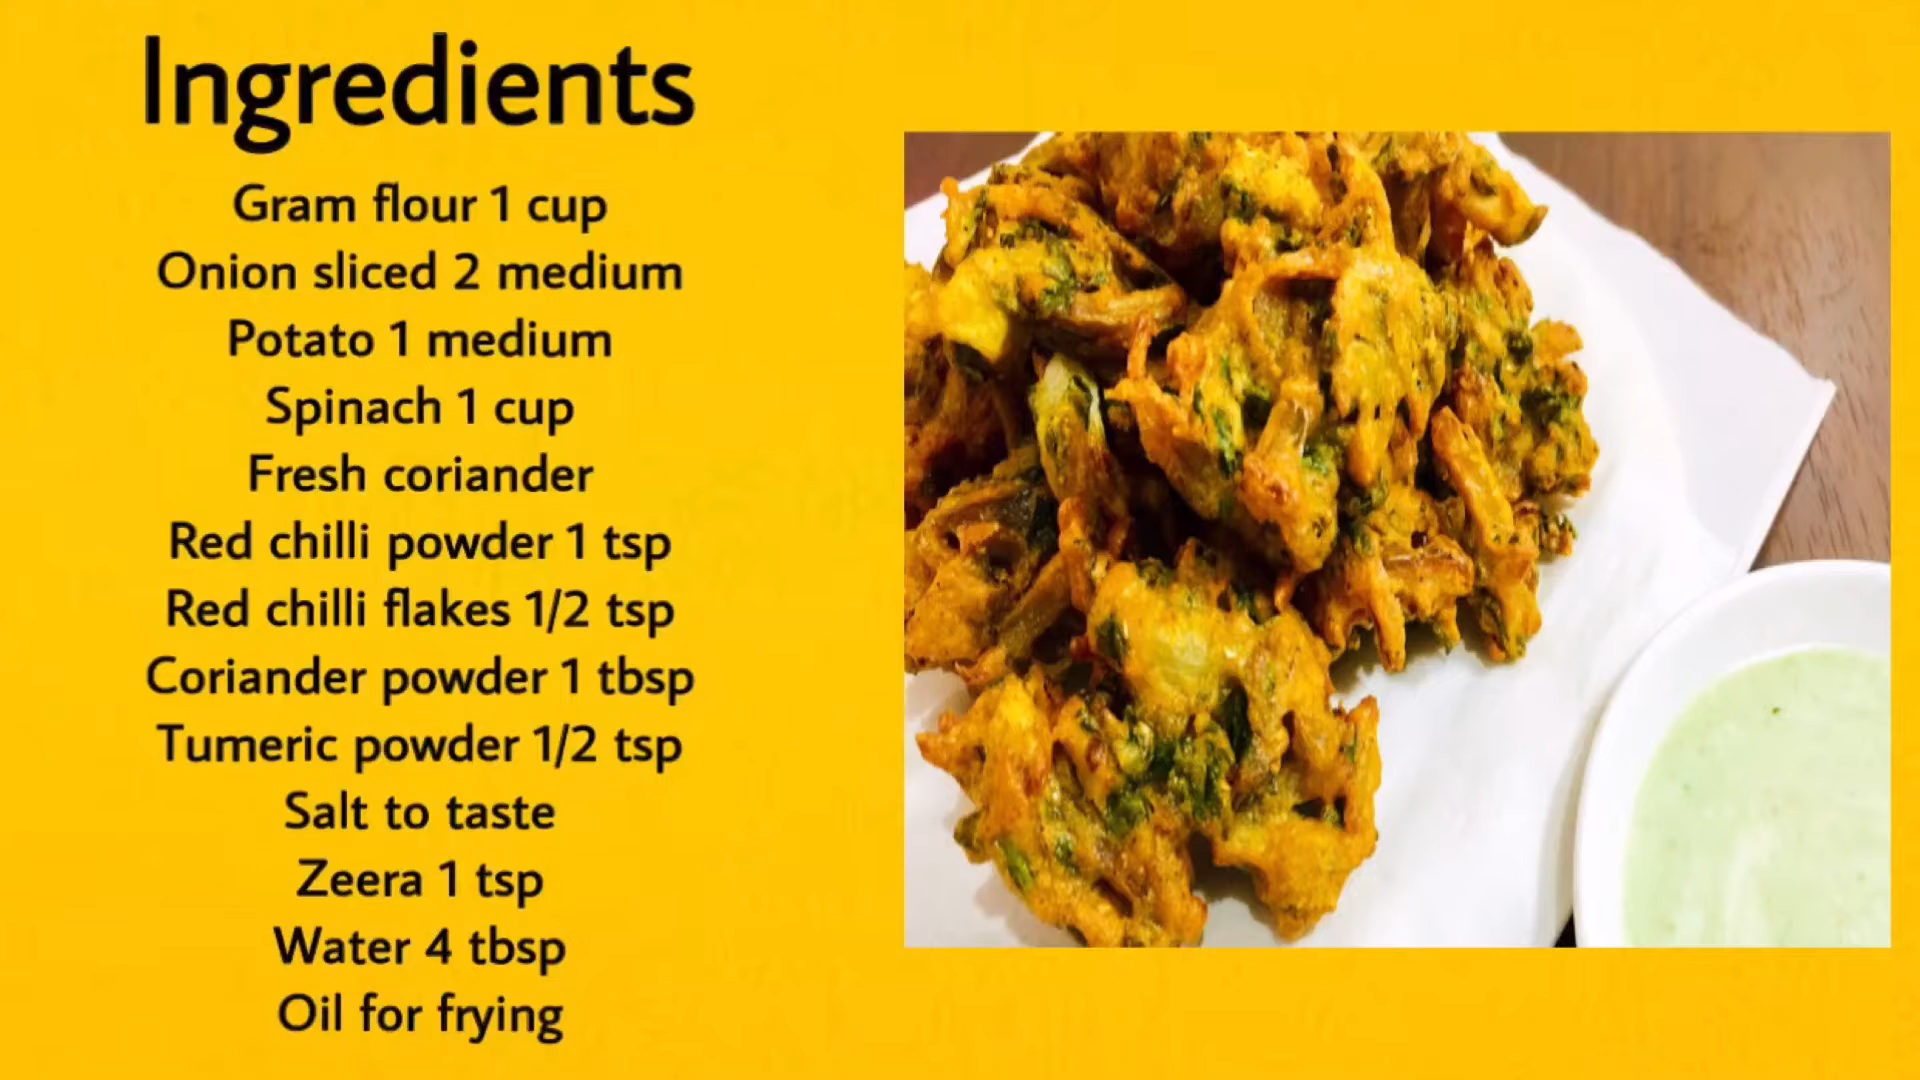 Ingredients
Gram flour 1 cup
Onion sliced 2 medium
Potato 1 medium
Spinach 1 cup
Fresh coriander
Red chilli powder 1 tsp
Red chilli flakes 1/2 tsp
Coriander powder 1 tbsp
Tumeric powder 1/2 tsp
Salt to taste
Zeera 1 tsp
Water 4 tbsp
Oil for frying